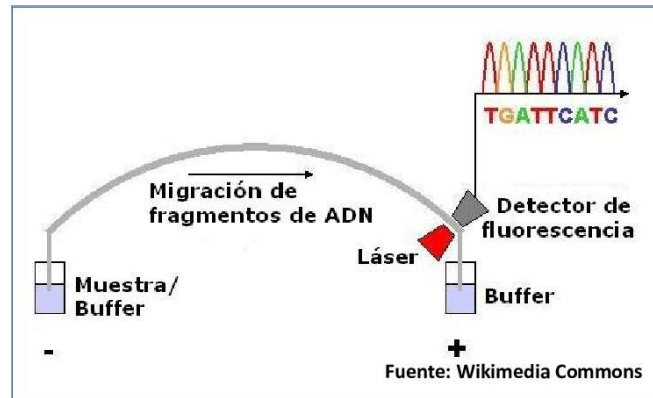 TGATTCATC
Migración de
fragmentos de ADN
Detector de
fluorescencia
Láser
Muestra/
Buffer
Buffer
-
+
Fuente: Wikimedia Commons